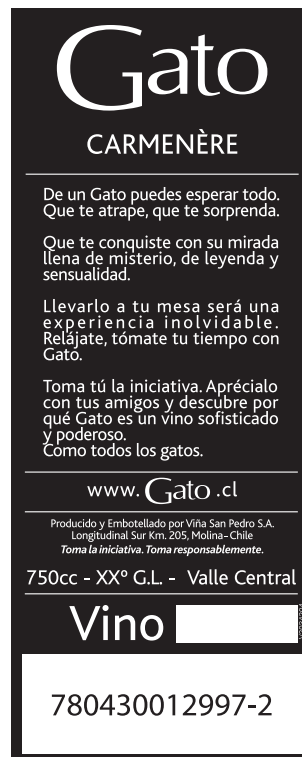 Gato
CARMENÈRE
De un Gato puedes esperar todo.
Que te atrape, que te sorprenda.
Que te conquiste con su mirada
llena de misterio, de leyenda y
sensualidad.
Llevarlo a tu mesa será una
experiencia inolvidable.
Relájate, tómate tu tiempo con
Gato.
Toma tú la iniciativa. Aprécialo
con tus amigos y descubre por
qué Gato es un vino sofisticado
y poderoso.
Como todos los gatos.
www.Gato.cl
Producido y Embotellado por Viña San Pedro S.A.
Longitudinal Sur Km. 205, Molina-Chile
Toma la iniciativa. Toma responsablemente.
750cc - XXº G.L. - Valle Central
Vino
780430012997-2